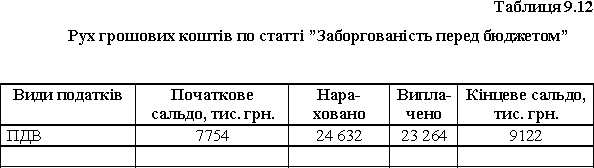 Таблиця 9.12
Рух грошових коштів по статті ”Заборгованість перед бюджетом”
Види податків Початкове сальдо, тис. грн. Нара-ховано Випла-чено Кінцеве сальдо, тис. грн.
ПДВ 7754 24 632 23 264 9122